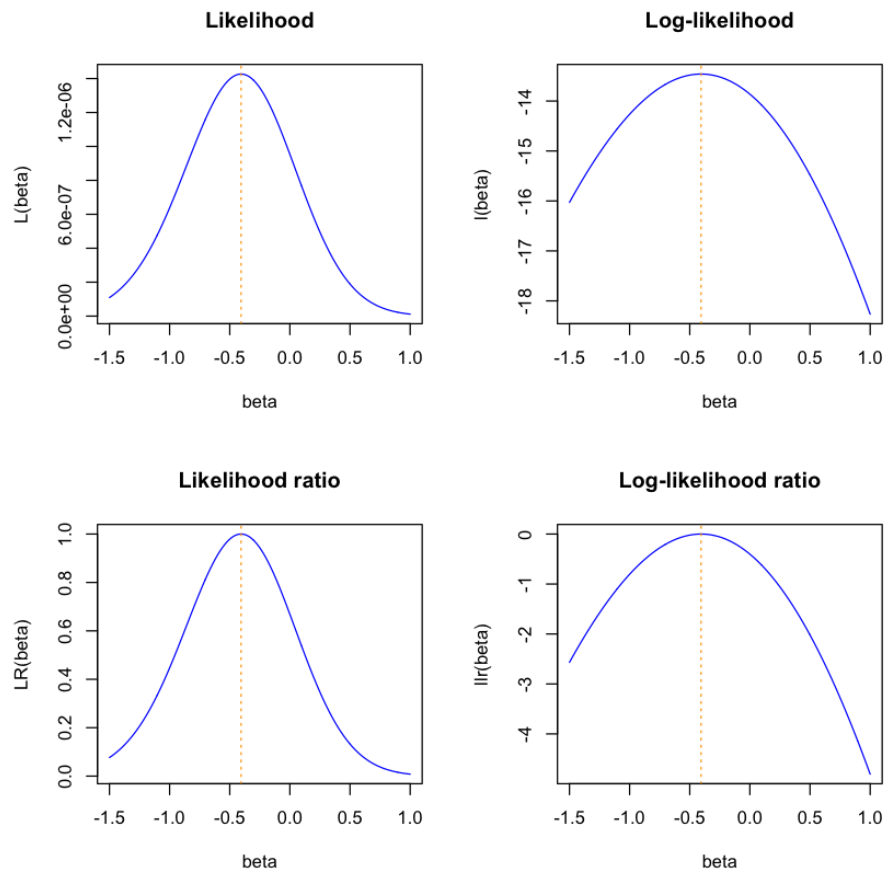 Likelihood
L(beta)
0.0e+00
6.0e-07
1.2e-06
-1.5 -1.0 -0.5 0.0 0.5 1.0
beta
Log-likelihood
l(beta)
-18
-17
-16
-15
-14
-1.5 -1.0 -0.5 0.0 0.5 1.0
beta
Likelihood ratio
LR(beta)
0.0
0.2
0.4
0.6
0.8
1.0
-1.5 -1.0 -0.5 0.0 0.5 1.0
beta
Log-likelihood ratio
llr(beta)
-4
-3
-2
-1
0
-1.5 -1.0 -0.5 0.0 0.5 1.0
beta